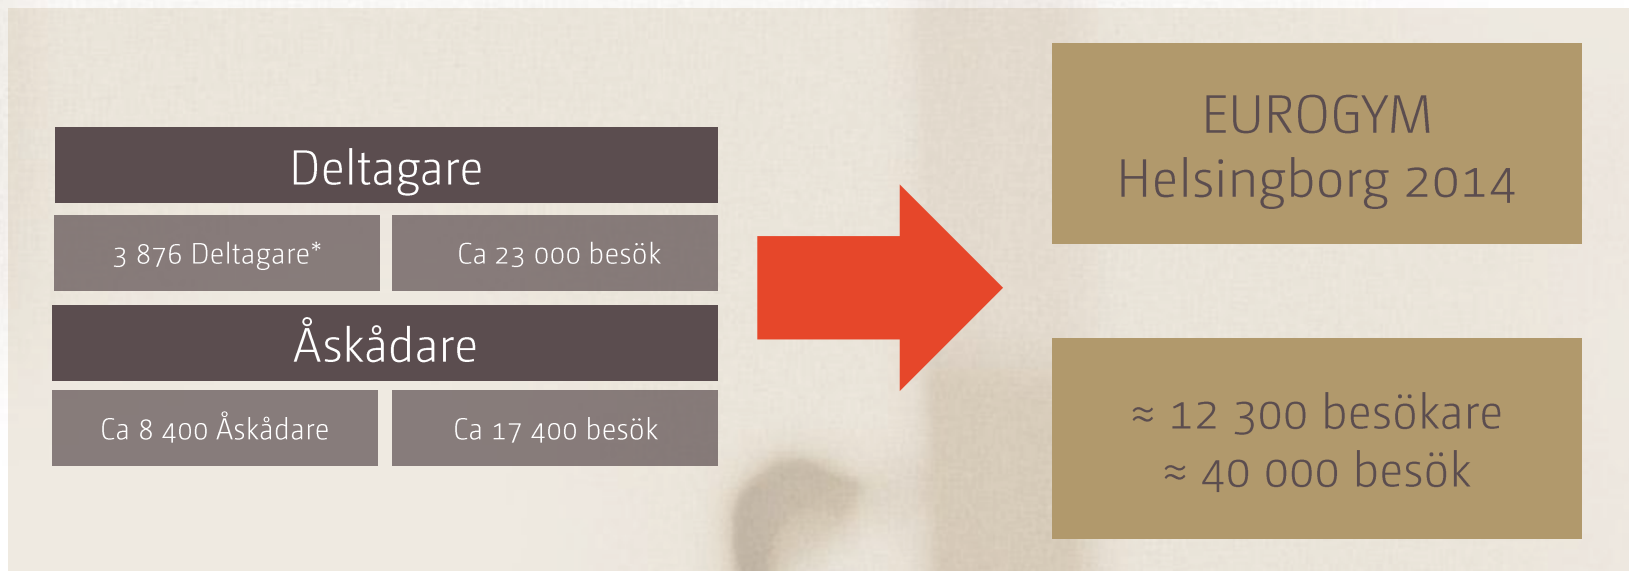 Deltagare
3 876 Deltagare*
Ca 23 000 besök
Åskådare
Ca 8 400 Åskådare
Ca 17 400 besök
EUROGYM
Helsingborg 2014
≈ 12 300 besökare
≈ 40 000 besök